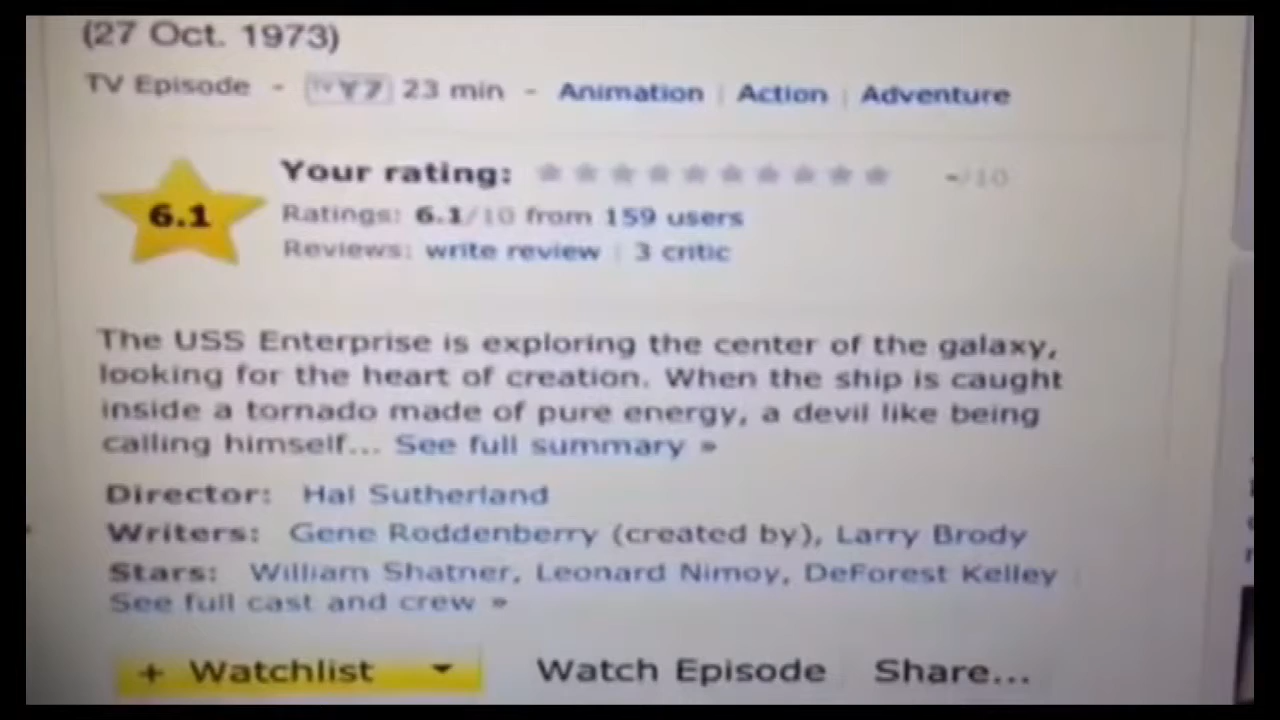 (27 Oct. 1973)
TV Episode - TV Y7 23 min - Animation | Action | Adventure
Your rating: -/10
6.1
Ratings: 6.1/10 from 159 users
Reviews: write review | 3 critic
The USS Enterprise is exploring the center of the galaxy,
looking for the heart of creation. When the ship is caught
inside a tornado made of pure energy, a devil like being
calling himself... See full summary »
Director: Hal Sutherland
Writers: Gene Roddenberry (created by), Larry Brody
Stars: William Shatner, Leonard Nimoy, DeForest Kelley
See full cast and crew »
+ Watchlist
Watch Episode
Share...